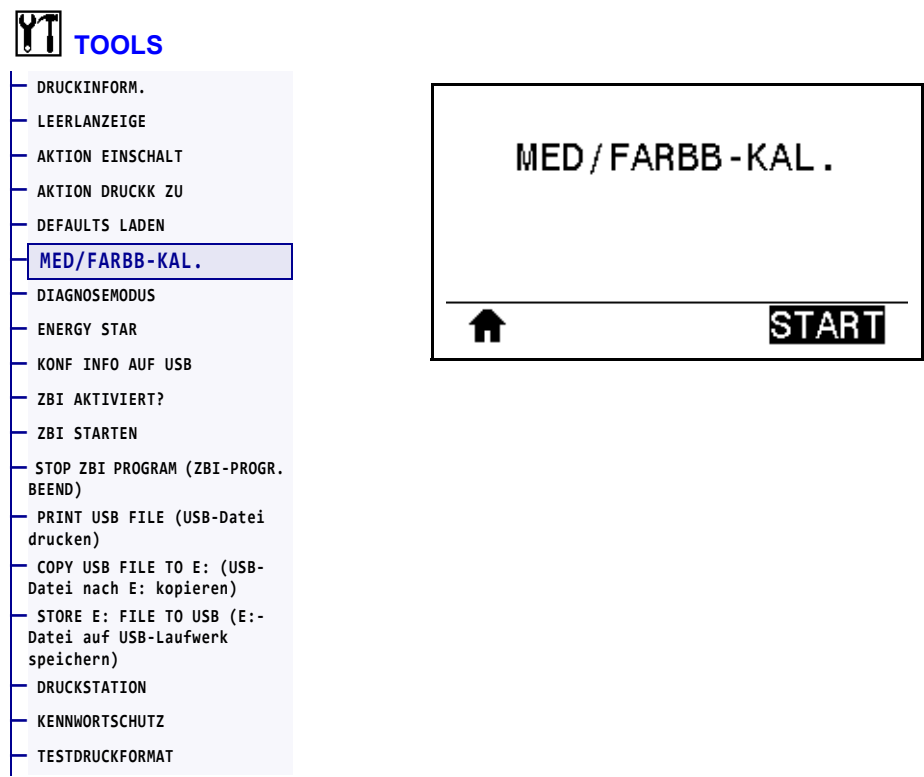 TOOLS
DRUCKINFORM.
LEERLANZEIGE
AKTION EINSCHALT
AKTION DRUCKK ZU
DEFAULTS LADEN
MED/FARBB-KAL.
DIAGNOSEMODUS
ENERGY STAR
KONF INFO AUF USB
ZBI AKTIVIERT?
ZBI STARTEN
STOP ZBI PROGRAM (ZBI-PROGR.
BEEND)
PRINT USB FILE (USB-Datei
drucken)
COPY USB FILE TO E: (USB-
Datei nach E: kopieren)
STORE E: FILE TO USB (E:-
Datei auf USB-Laufwerk
speichern)
DRUCKSTATION
KENNWORTSCHUTZ
TESTDRUCKFORMAT
MED/FARBB-KAL.
START